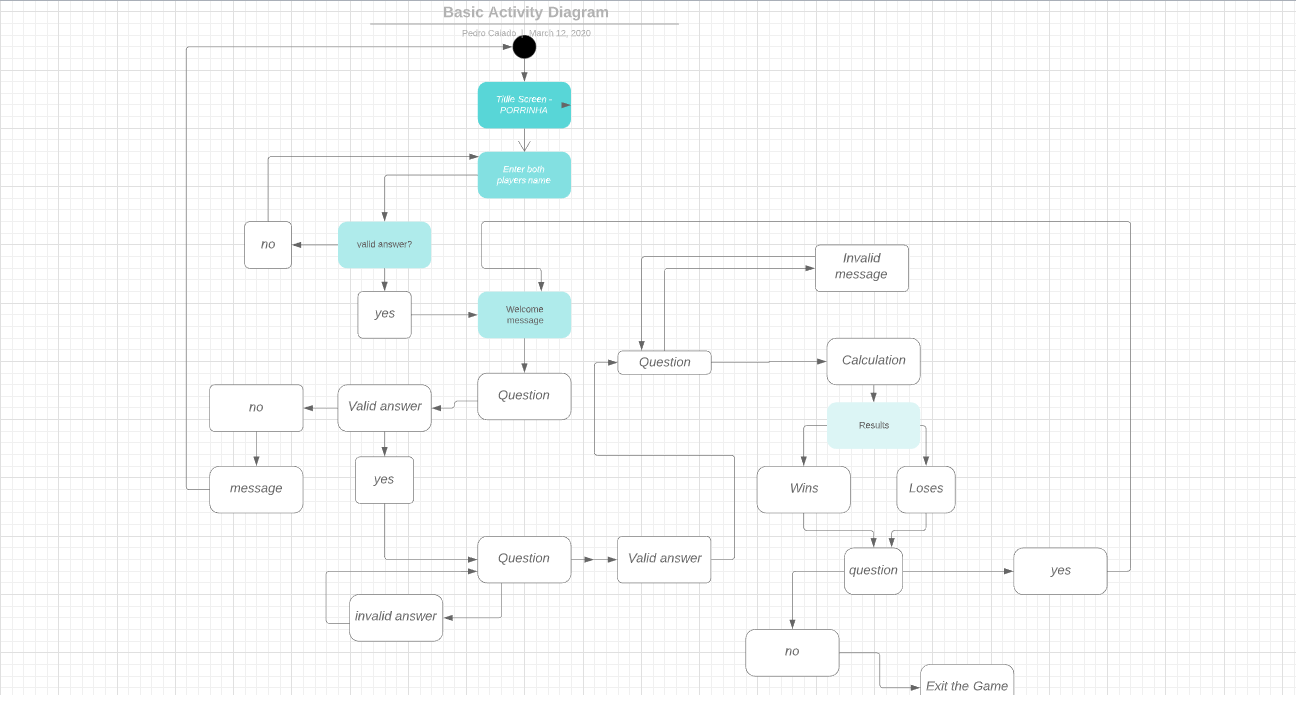 Basic Activity Diagram
Pedro Caiado | March 12, 2020
Title Screen -
PORRINHA
Enter both
players name
no
valid answer?
yes
Welcome
message
Invalid
message
Question
Calculation
Question
Valid answer
no
Results
yes
message
Wins
Loses
Question
Valid answer
question
yes
invalid answer
no
Exit the Game